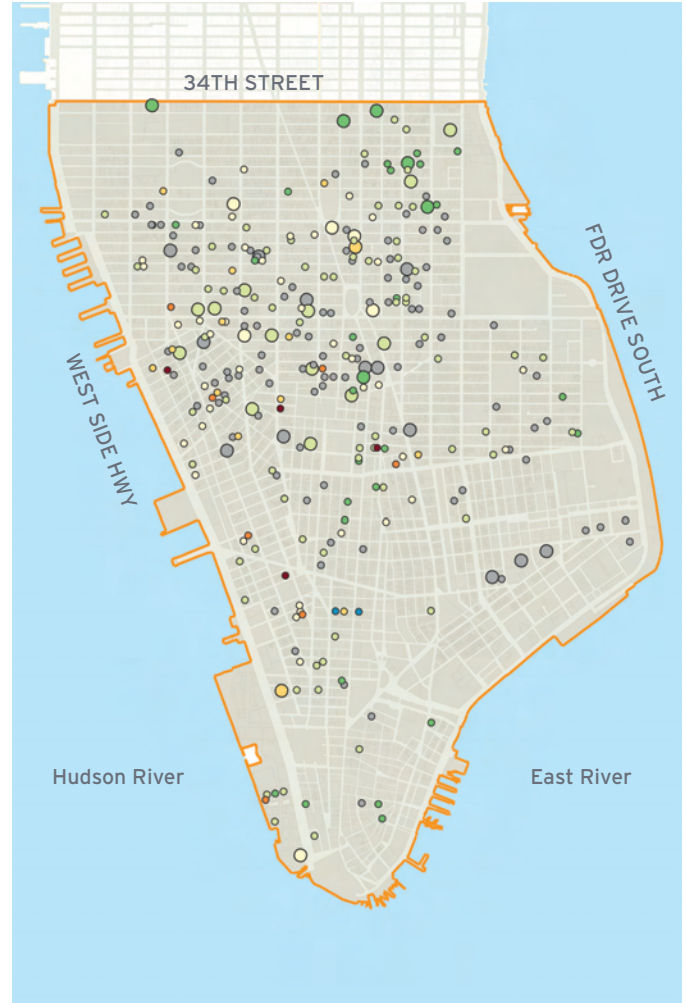 34TH STREET
FDR DRIVE SOUTH
WEST SIDE HWY
Hudson River
East River